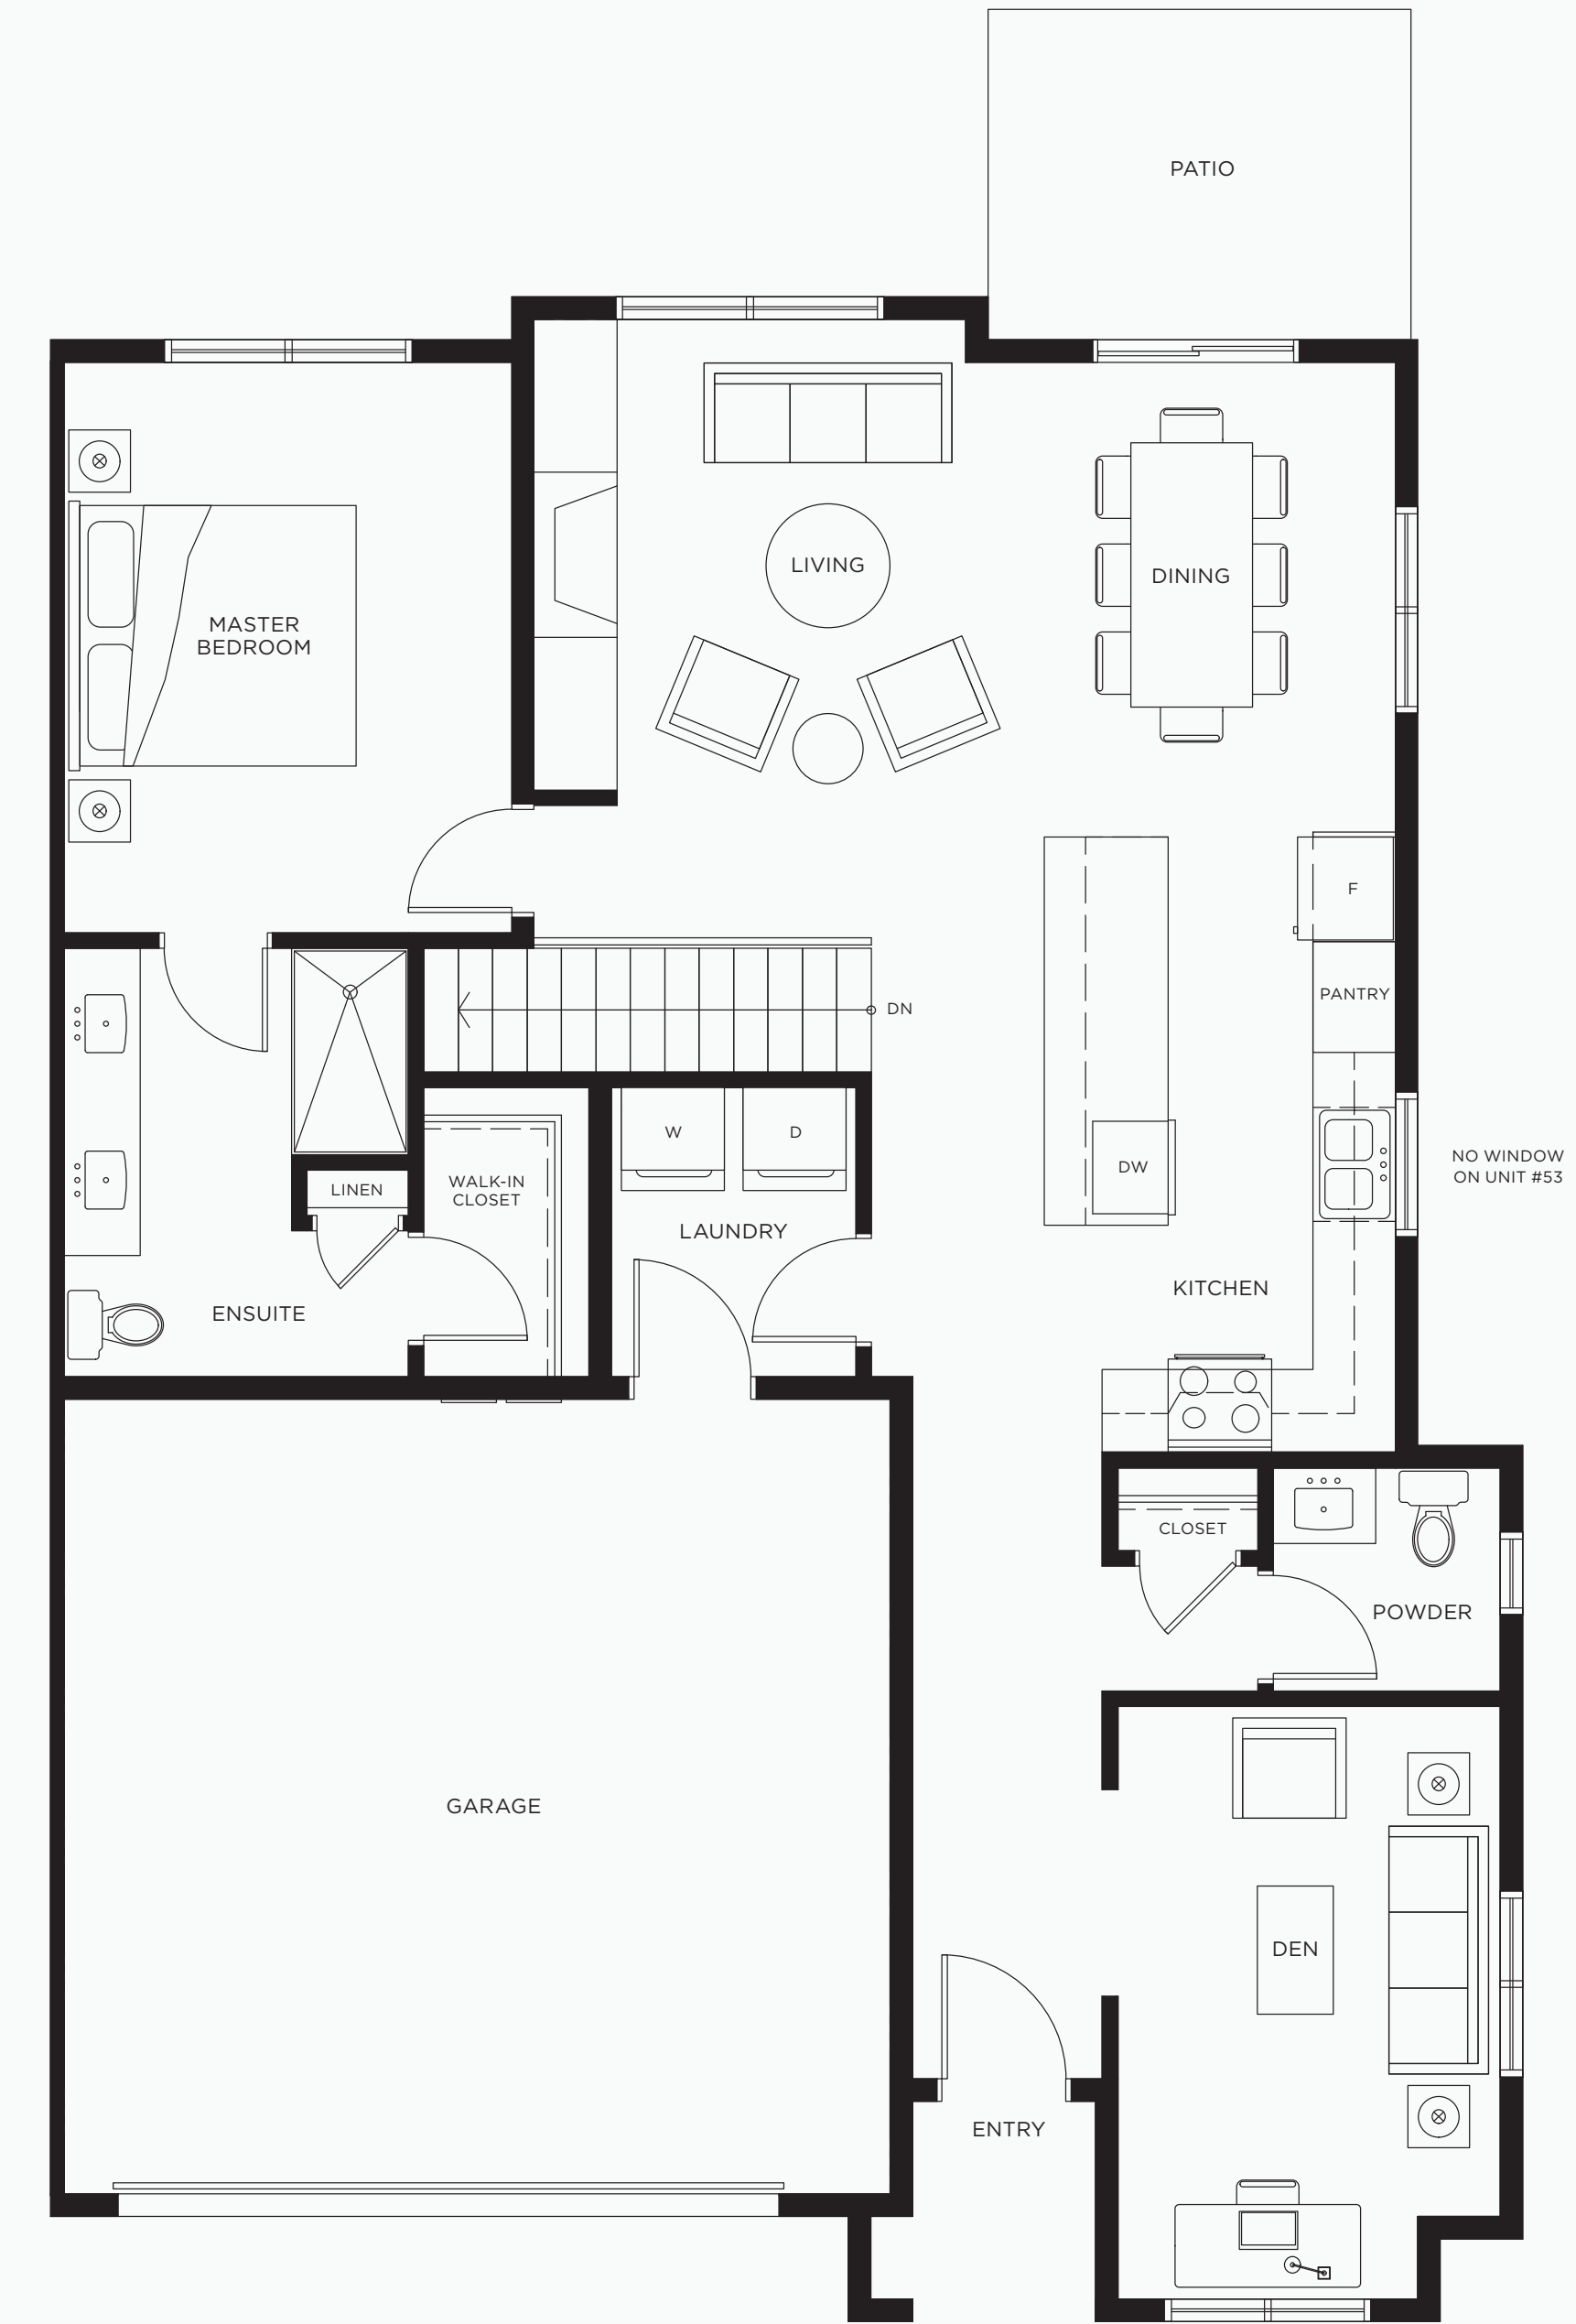 PATIO
LIVING
DINING
MASTER
BEDROOM
F
PANTRY
DN
W
D
NO WINDOW
ON UNIT #53
DW
WALK-IN
CLOSET
LINEN
LAUNDRY
KITCHEN
ENSUITE
CLOSET
POWDER
GARAGE
DEN
ENTRY